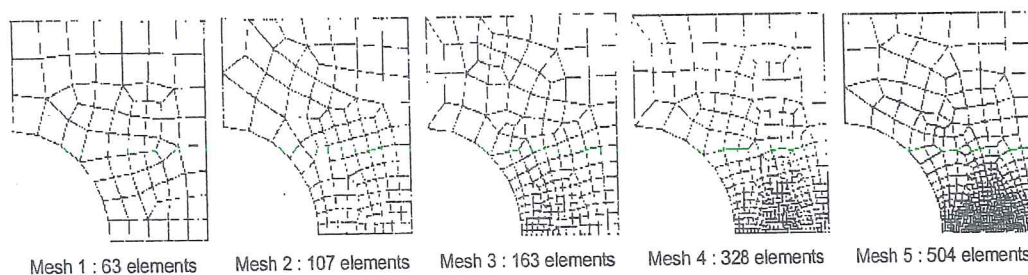 Mesh 1 : 63 elements
Mesh 2 : 107 elements
Mesh 3 : 163 elements
Mesh 4 : 328 elements
Mesh 5 : 504 elements